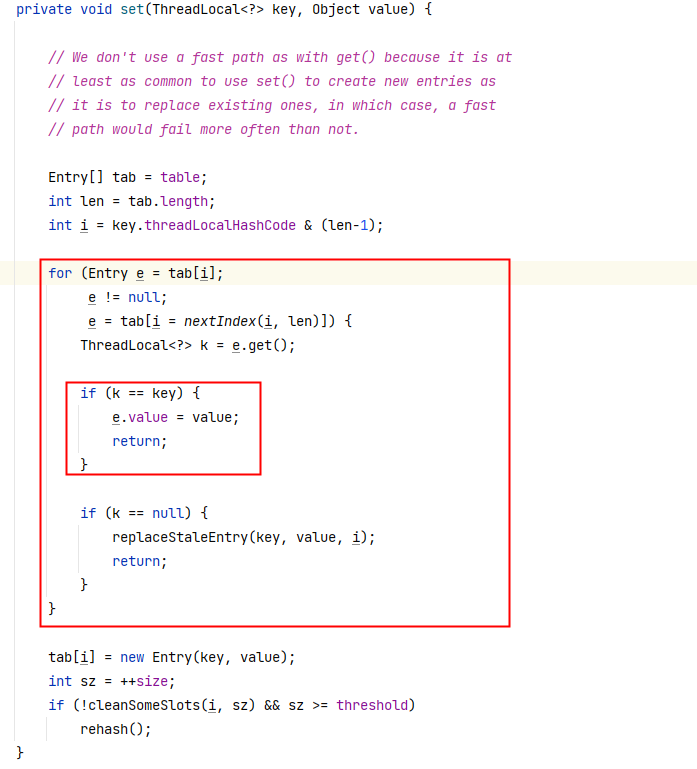 private void set(ThreadLocal<?> key, Object value) {
// We don't use a fast path as with get() because it is at
// least as common to use set() to create new entries as
// it is to replace existing ones, in which case, a fast
// path would fail more often than not.
Entry[] tab = table;
int len = tab.length;
int i = key.threadLocalHashCode & (len-1);
for (Entry e = tab[i];
e != null;
e = tab[i = nextIndex(i, len)]) {
ThreadLocal<?> k = e.get();
if (k == key) {
e.value = value;
return;
}
if (k == null) {
replaceStaleEntry(key, value, i);
return;
}
}
tab[i] = new Entry(key, value);
int sz = ++size;
if (!cleanSomeSlots(i, sz) && sz >= threshold)
rehash();
}